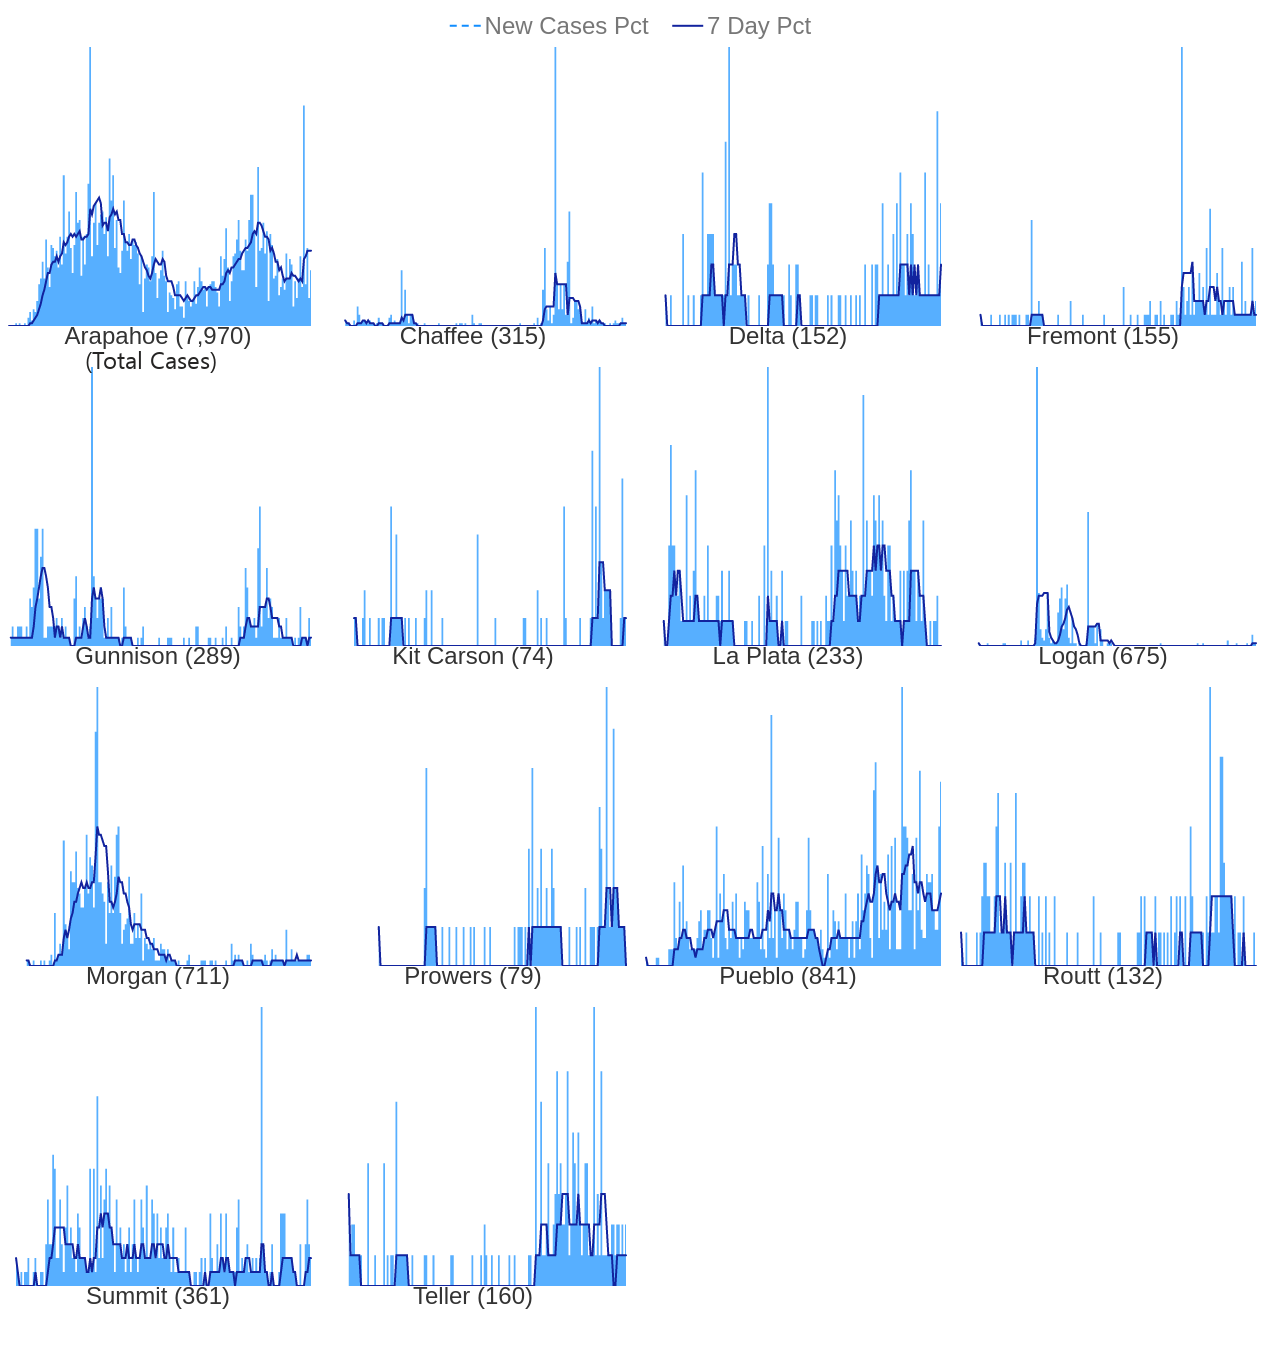 New Cases Pct 7 Day Pct
Arapahoe (7,970) Chaffee (315) Delta (152) Fremont (155)
(Total Cases)
Gunnison (289) Kit Carson (74) La Plata (233) Logan (675)
Morgan (711) Prowers (79) Pueblo (841) Routt (132)
Summit (361) Teller (160)